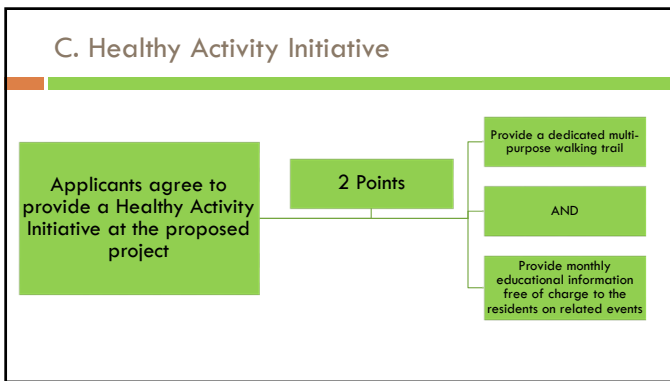 C. Healthy Activity Initiative
Applicants agree to
provide a Healthy Activity
Initiative at the proposed
project
2 Points
Provide a dedicated multi-
purpose walking trail
AND
Provide monthly
educational information
free of charge to the
residents on related events